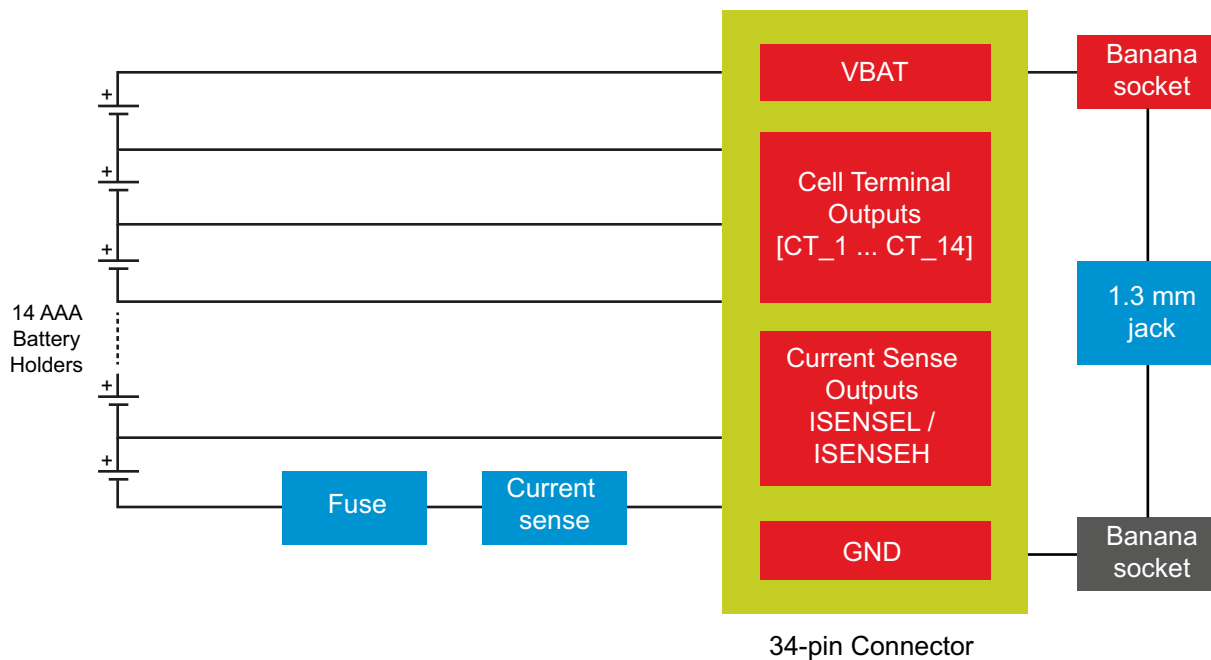 VBAT
Banana
socket
+
+
+
Cell Terminal
Outputs
[CT_1 ... CT_14]
14 AAA
Battery
Holders
1.3 mm
jack
+
Current Sense
Outputs
ISENSEL /
ISENSEH
+
Fuse
Current
sense
GND
Banana
socket
34-pin Connector